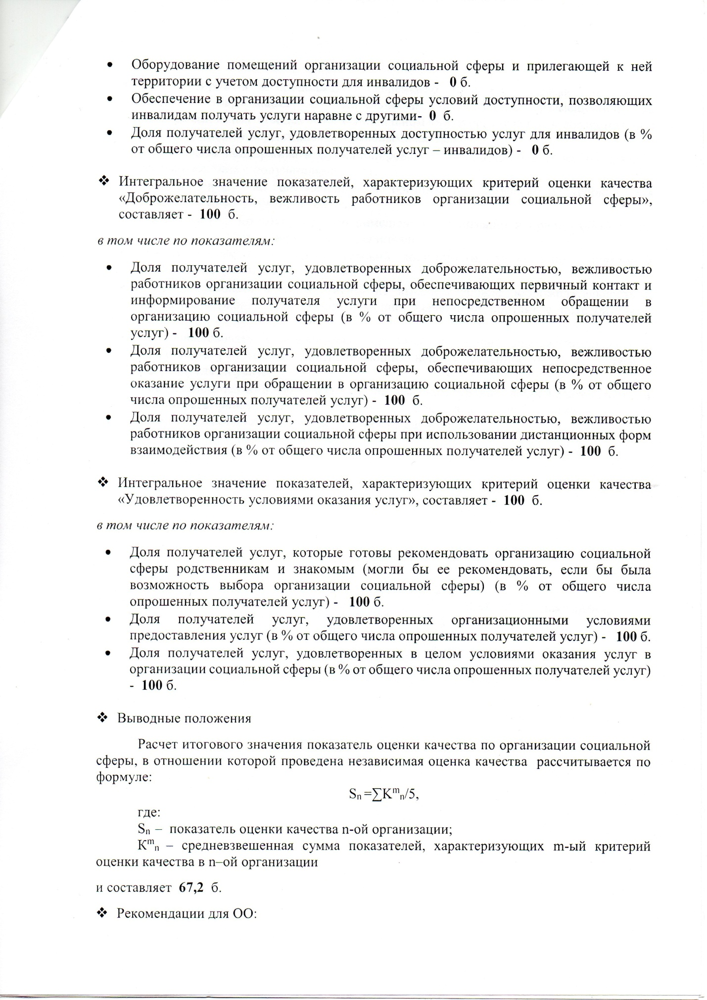 • Оборудование помещений организации социальной сферы и прилегающей к ней
территории с учетом доступности для инвалидов - 0 б.
• Обеспечение в организации социальной сферы условий доступности, позволяющих
инвалидам получать услуги наравне с другими- 0 б.
• Доля получателей услуг, удовлетворенных доступностью услуг для инвалидов (в %
от общего числа опрошенных получателей услуг – инвалидов) - 0 б.
❖ Интегральное значение показателей, характеризующих критерий оценки качества
«Доброжелательность, вежливость работников организации социальной сферы»,
составляет - 100 б.
в том числе по показателям:
• Доля получателей услуг, удовлетворенных доброжелательностью, вежливостью
работников организации социальной сферы, обеспечивающих первичный контакт и
информирование получателя услуги при непосредственном обращении в
организацию социальной сферы (в % от общего числа опрошенных получателей
услуг) - 100 б.
• Доля получателей услуг, удовлетворенных доброжелательностью, вежливостью
работников организации социальной сферы, обеспечивающих непосредственное
оказание услуги при обращении в организацию социальной сферы (в % от общего
числа опрошенных получателей услуг) - 100 б.
• Доля получателей услуг, удовлетворенных доброжелательностью, вежливостью
работников организации социальной сферы при использовании дистанционных форм
взаимодействия (в % от общего числа опрошенных получателей услуг) - 100 б.
❖ Интегральное значение показателей, характеризующих критерий оценки качества
«Удовлетворенность условиями оказания услуг», составляет - 100 б.
в том числе по показателям:
• Доля получателей услуг, которые готовы рекомендовать организацию социальной
сферы родственникам и знакомым (могли бы ее рекомендовать, если бы была
возможность выбора организации социальной сферы) (в % от общего числа
опрошенных получателей услуг) - 100 б.
• Доля получателей услуг, удовлетворенных организационными условиями
предоставления услуг (в % от общего числа опрошенных получателей услуг) - 100 б.
• Доля получателей услуг, удовлетворенных в целом условиями оказания услуг в
организации социальной сферы (в % от общего числа опрошенных получателей услуг)
- 100 б.
❖ Выводные положения
Расчет итогового значения показатель оценки качества по организации социальной
сферы, в отношении которой проведена независимая оценка качества рассчитывается по
формуле:
Sₙ =∑Kᵐₙ/5,
где:
Sₙ – показатель оценки качества n-ой организации;
Kᵐₙ – средневзвешенная сумма показателей, характеризующих m-ый критерий
оценки качества в n–ой организации
и составляет 67,2 б.
❖ Рекомендации для ОО: